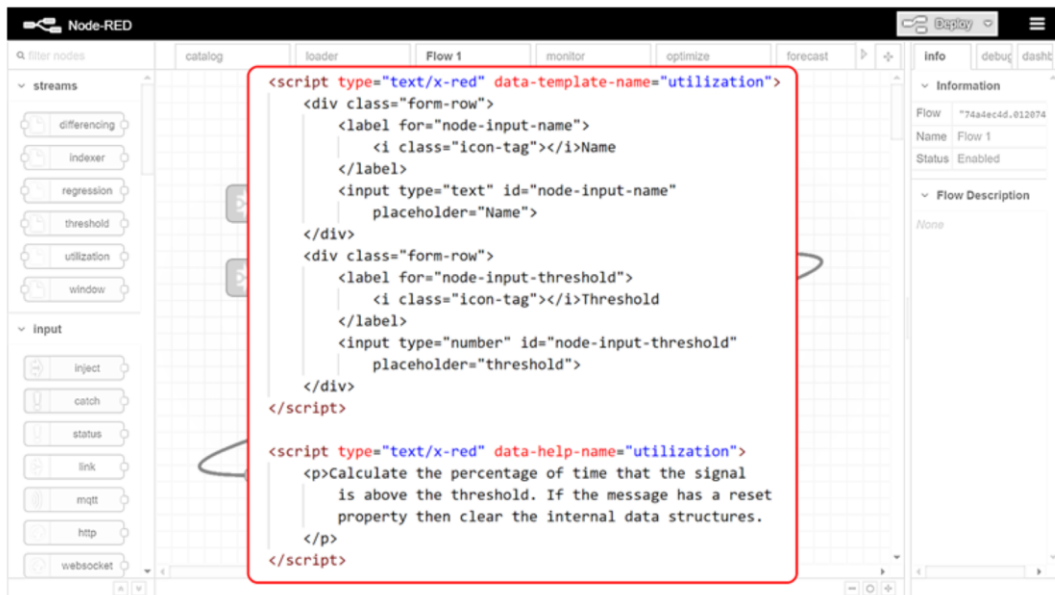 Node-RED
Deploy
filter nodes
catalog
loader
Flow 1
monitor
optimize
forecast
info
debug
dasht
streams
differencing
indexer
regression
threshold
utilization
window
input
inject
catch
status
link
mqtt
http
websocket
<script type="text/x-red" data-template-name="utilization">
<div class="form-row">
<label for="node-input-name">
<i class="icon-tag"></i>Name
</label>
<input type="text" id="node-input-name"
placeholder="Name">
</div>
<div class="form-row">
<label for="node-input-threshold">
<i class="icon-tag"></i>Threshold
</label>
<input type="number" id="node-input-threshold"
placeholder="threshold">
</div>
</script>
<script type="text/x-red" data-help-name="utilization">
<p>Calculate the percentage of time that the signal
is above the threshold. If the message has a reset
property then clear the internal data structures.
</p>
</script>
Information
Flow "74a4ec4d.012074
Name Flow 1
Status Enabled
Flow Description
None